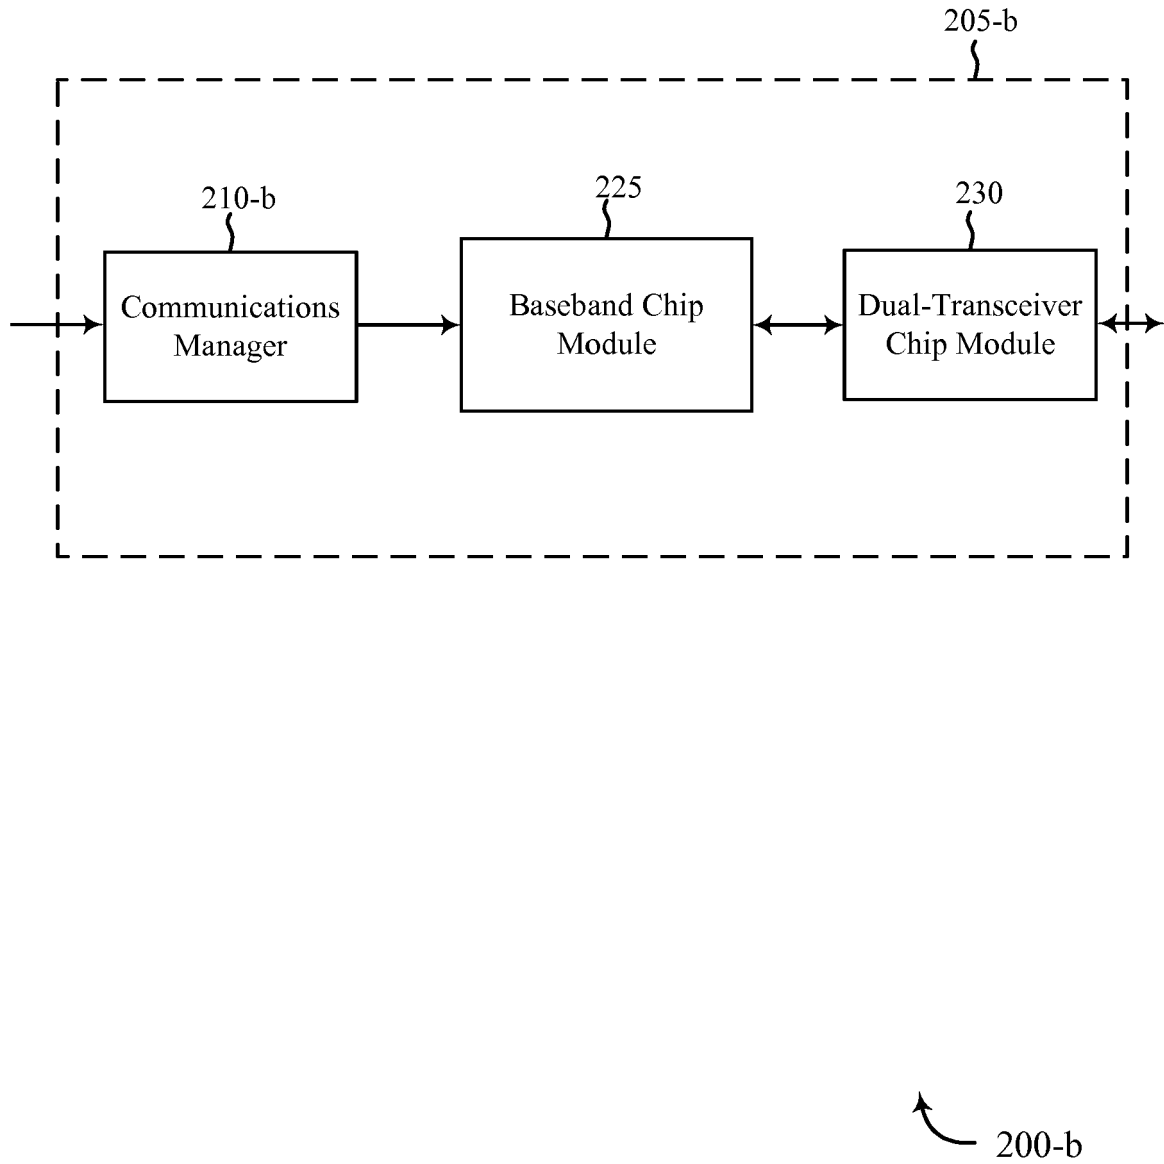 205-b
210-b
225
230
Communications
Manager
Baseband Chip
Module
Dual-Transceiver
Chip Module
200-b